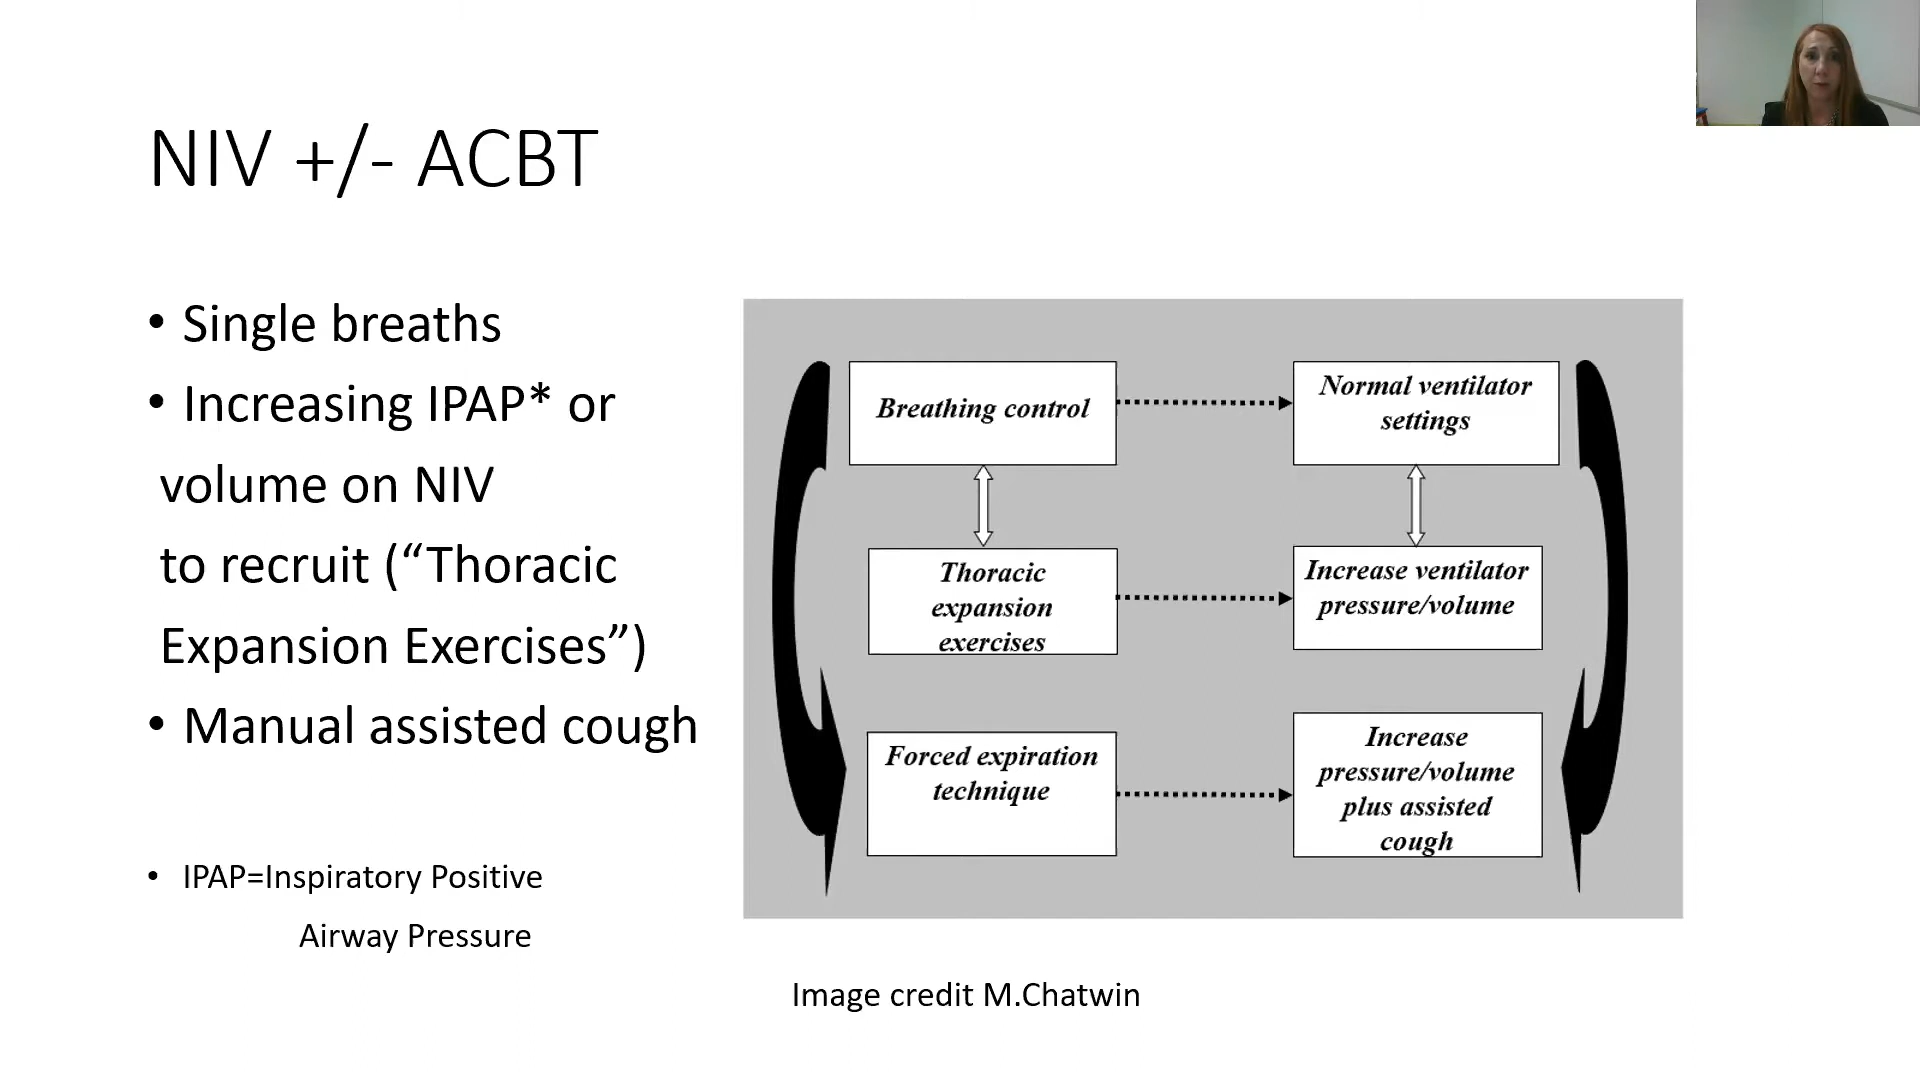 NIV +/- ACBT
• Single breaths
• Increasing IPAP* or
volume on NIV
to recruit (“Thoracic
Expansion Exercises”)
• Manual assisted cough
• IPAP=Inspiratory Positive
Airway Pressure
Breathing control
Normal ventilator
settings
Thoracic
expansion
exercises
Increase ventilator
pressure/volume
Forced expiration
technique
Increase
pressure/volume
plus assisted
cough
Image credit M.Chatwin